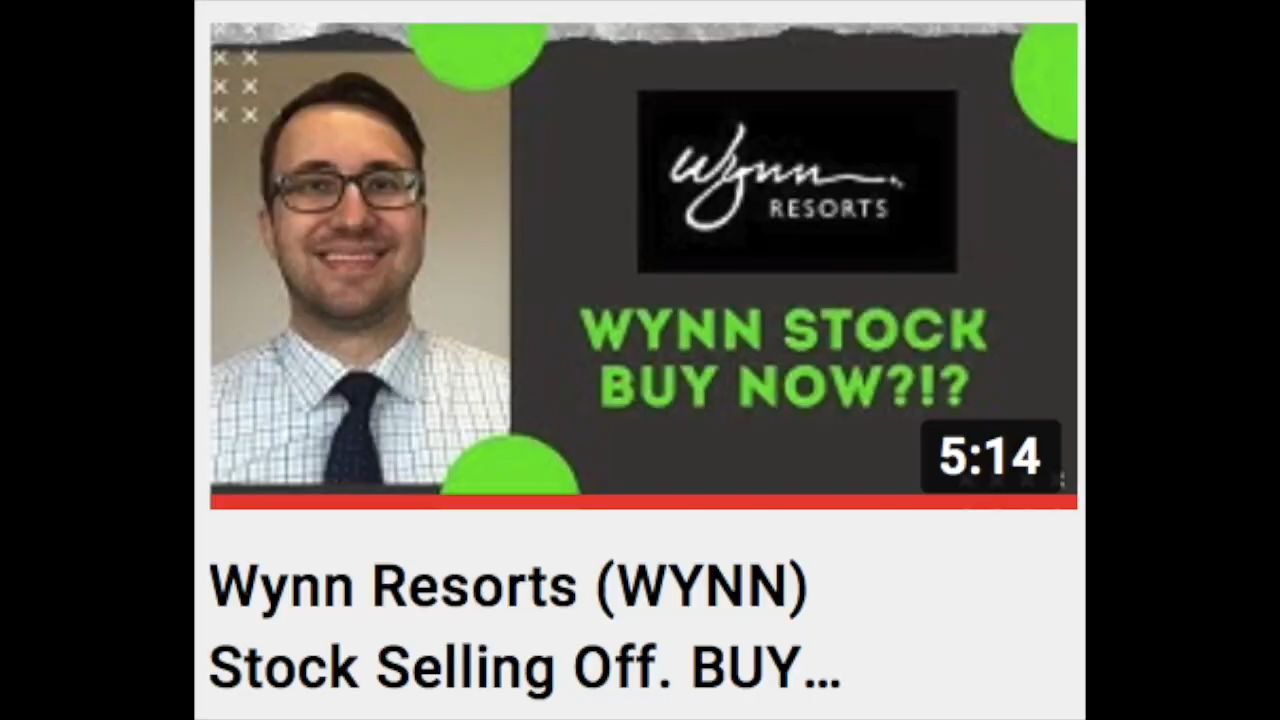 Wynn
RESORTS
WYNN STOCK
BUY NOW?!?
5:14
Wynn Resorts (WYNN)
Stock Selling Off. BUY...